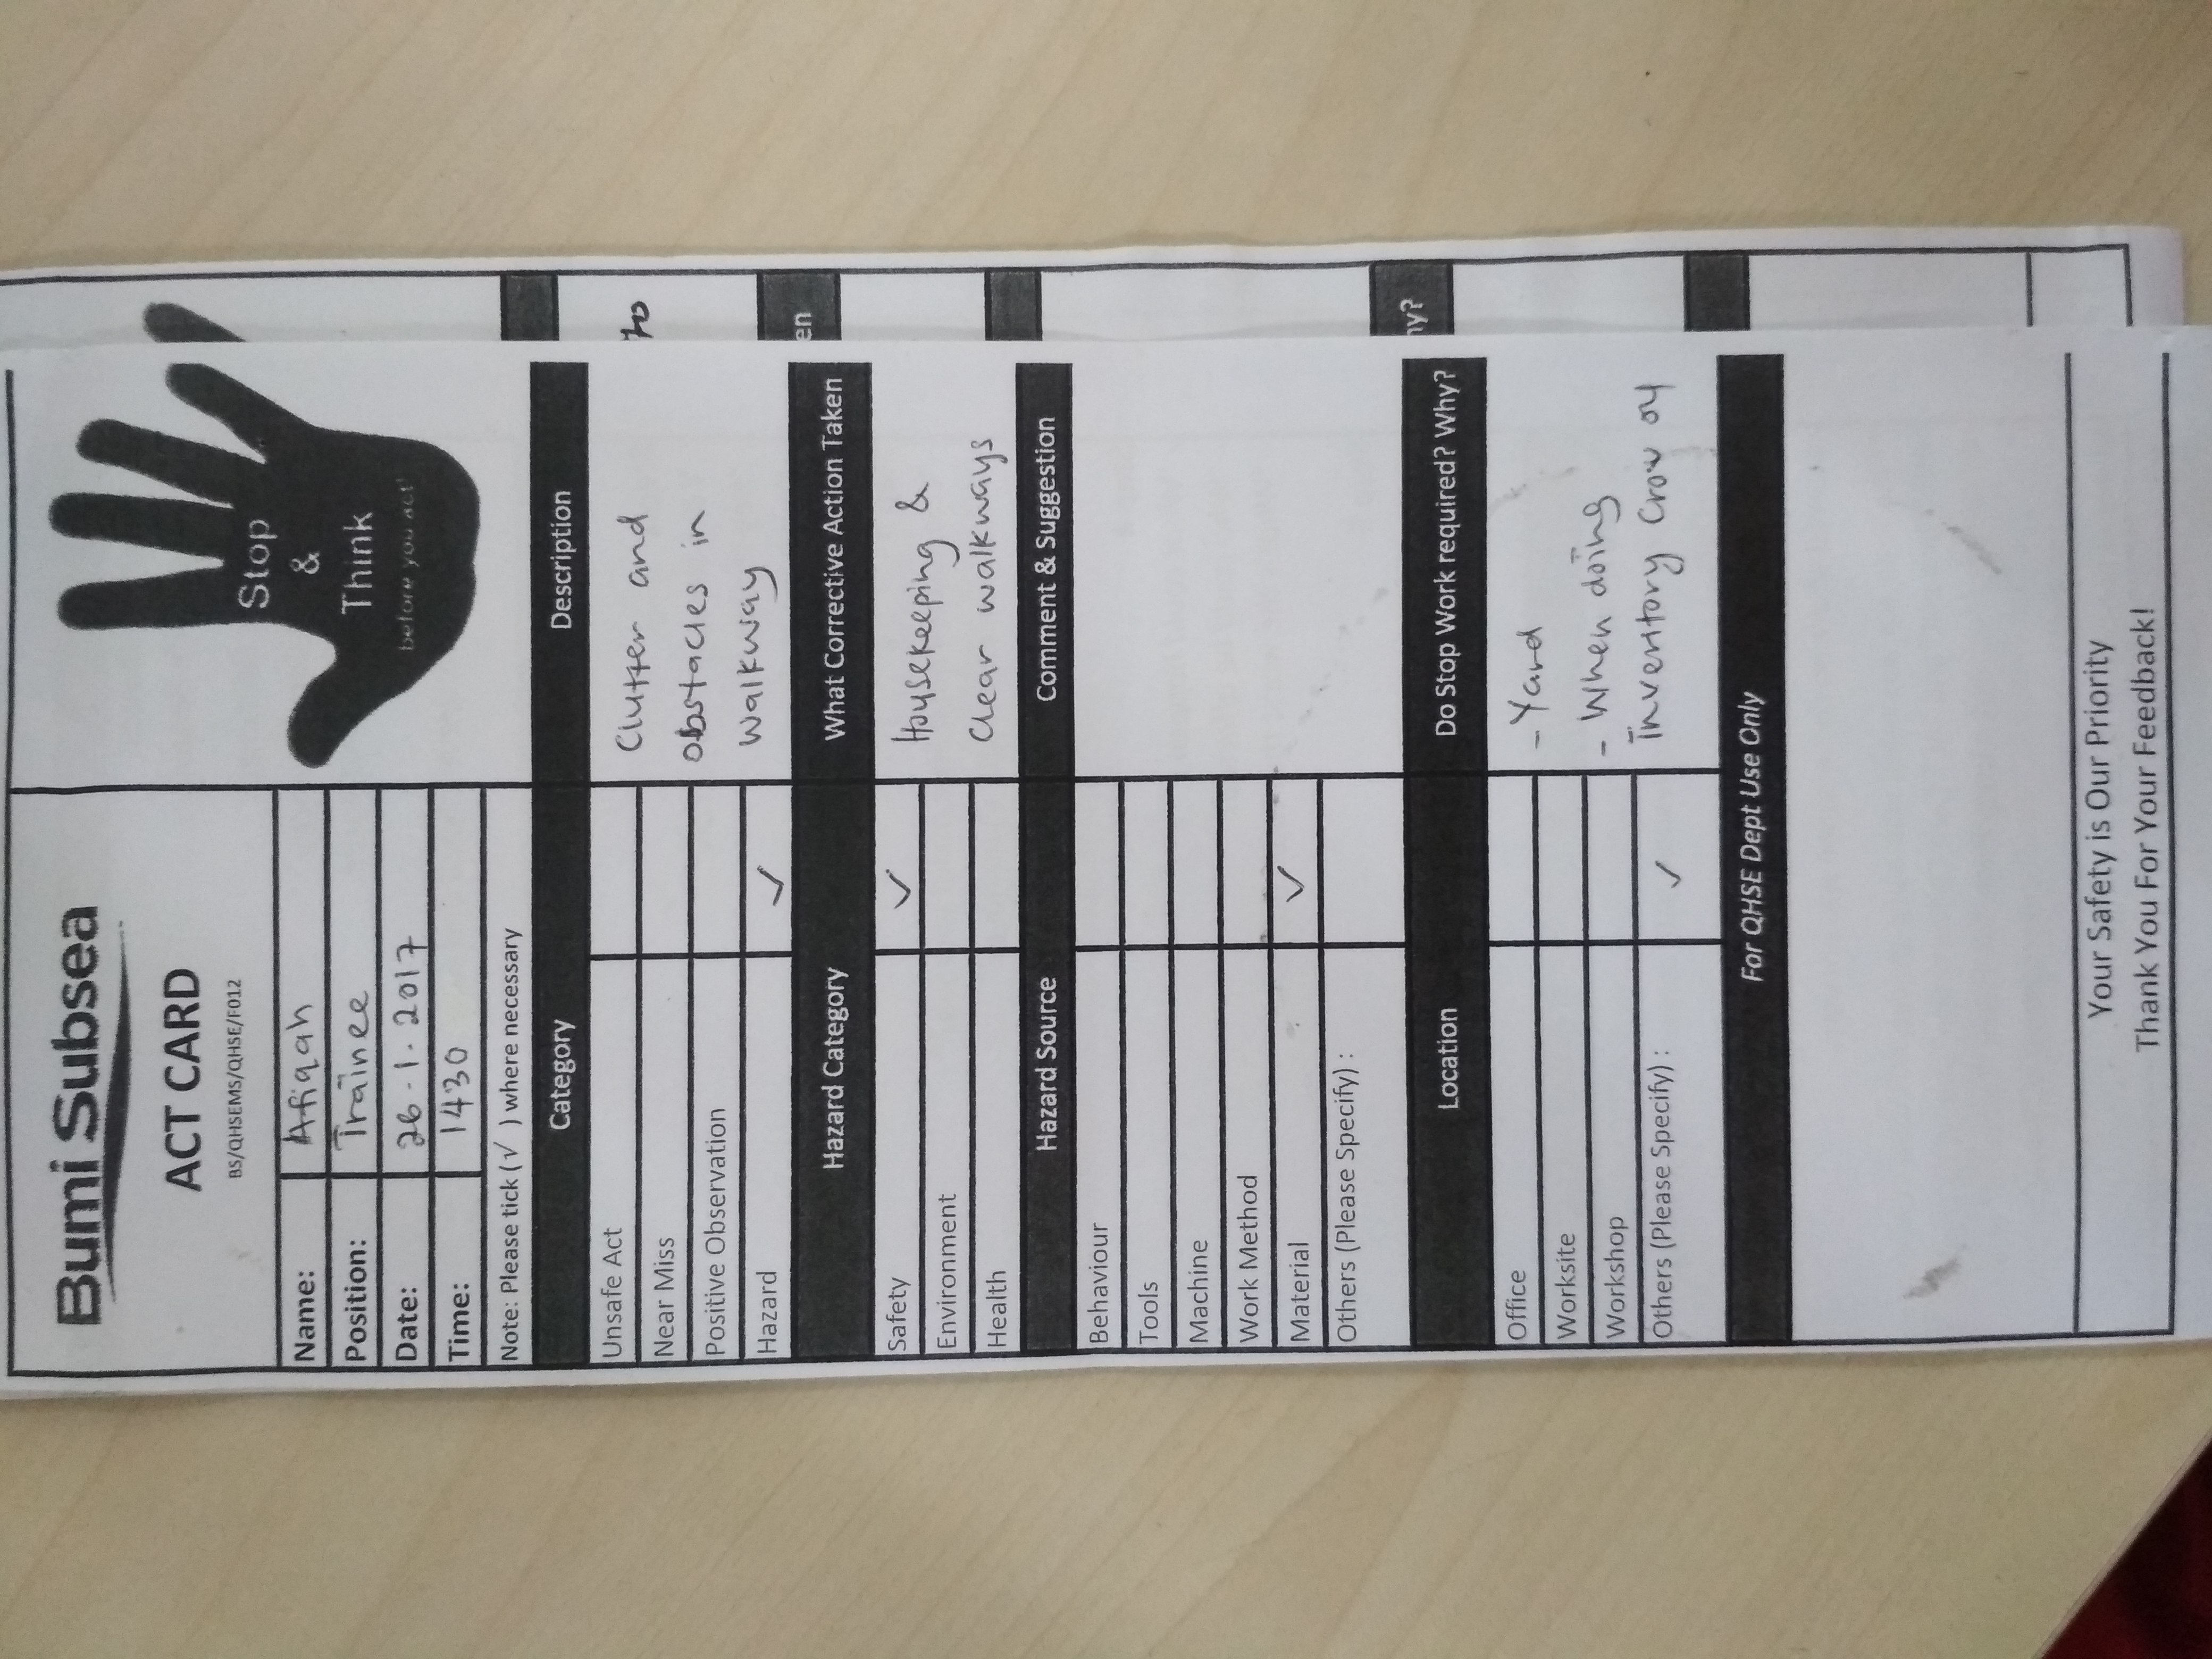 Bumi Subsea
ACT CARD
BS/QHSEMS/QHSE/F012
Stop
&
Think
before you act!
Name: Afiqah
Position: Trainee
Date: 26.1.2017
Time: 1430
Note: Please tick (√ ) where necessary
Category
Description
Unsafe Act
Near Miss
Positive Observation
Hazard ✓
Clutter and
obstacles in
walkway
Hazard Category
What Corrective Action Taken
Safety ✓
Environment
Health
Housekeeping &
clear walkways
Hazard Source
Comment & Suggestion
Behaviour
Tools
Machine
Work Method
Material ✓
Others (Please Specify) :
Location
Do Stop Work required? Why?
Office
Worksite
Workshop
Others (Please Specify) : ✓
- Yard
- When doing
inventory
For QHSE Dept Use Only
Your Safety is Our Priority
Thank You For Your Feedback!
to
en
hy?